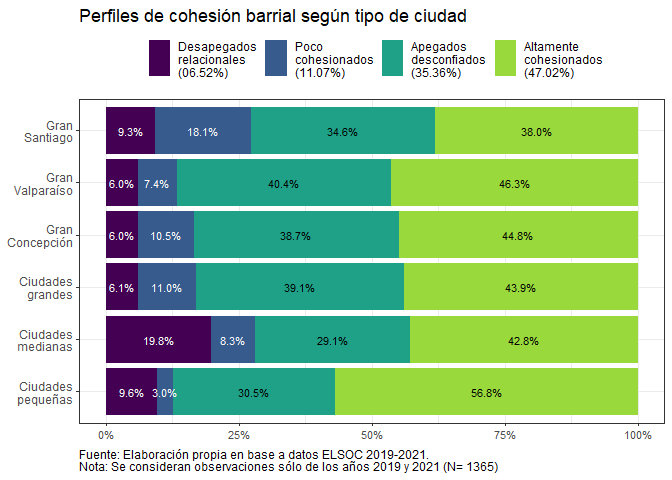 Perfiles de cohesión barrial según tipo de ciudad
Desapegados
relacionales
(06.52%)
Poco
cohesionados
(11.07%)
Apegados
desconfiados
(35.36%)
Altamente
cohesionados
(47.02%)
Gran
Santiago
9.3%
18.1%
34.6%
38.0%
Gran
Valparaíso
6.0%
7.4%
40.4%
46.3%
Gran
Concepción
6.0%
10.5%
38.7%
44.8%
Ciudades
grandes
6.1%
11.0%
39.1%
43.9%
Ciudades
medianas
19.8%
8.3%
29.1%
42.8%
Ciudades
pequeñas
9.6%
3.0%
30.5%
56.8%
0%
25%
50%
75%
100%
Fuente: Elaboración propia en base a datos ELSOC 2019-2021.
Nota: Se consideran observaciones sólo de los años 2019 y 2021 (N= 1365)